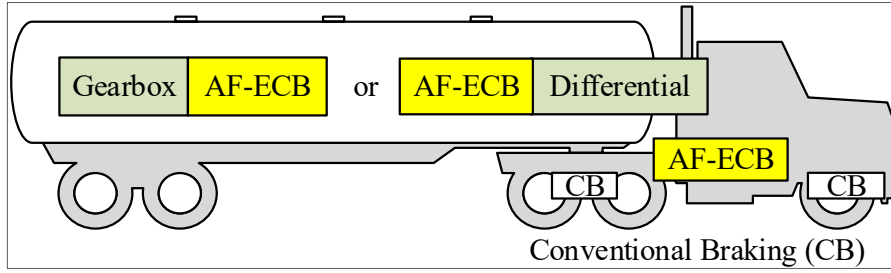 Gearbox AF-ECB or AF-ECB Differential
AF-ECB
CB CB
Conventional Braking (CB)